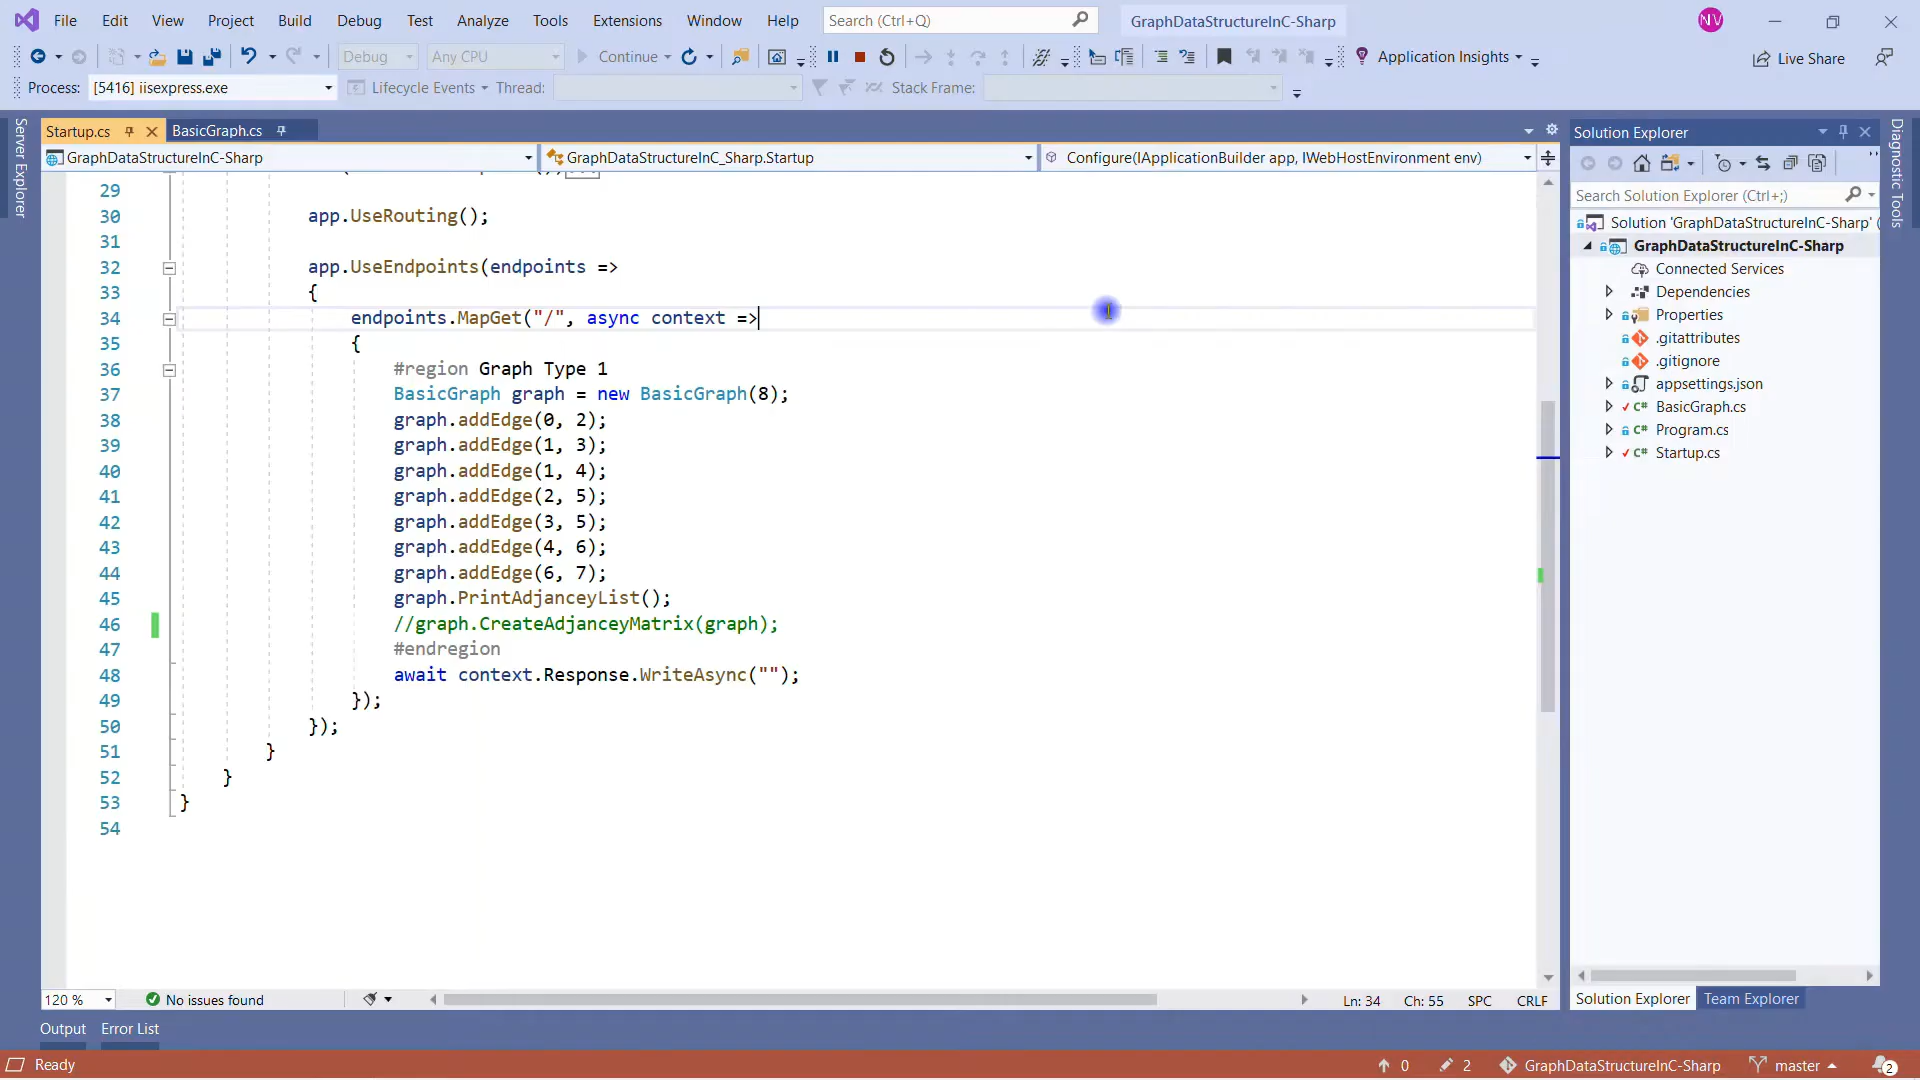 File Edit View Project Build Debug Test Analyze Tools Extensions Window Help Search (Ctrl+Q) GraphDataStructureInC-Sharp NV
Debug Any CPU Continue Application Insights Live Share
Process: [5416] iisexpress.exe Lifecycle Events Thread: Stack Frame:
Server Explorer
Startup.cs BasicGraph.cs
GraphDataStructureInC-Sharp GraphDataStructureInC_Sharp.Startup Configure(IApplicationBuilder app, IWebHostEnvironment env)
29
30 app.UseRouting();
31
32 app.UseEndpoints(endpoints =>
33 {
34 endpoints.MapGet("/", async context =>
35 {
36 #region Graph Type 1
37 BasicGraph graph = new BasicGraph(8);
38 graph.addEdge(0, 2);
39 graph.addEdge(1, 3);
40 graph.addEdge(1, 4);
41 graph.addEdge(2, 5);
42 graph.addEdge(3, 5);
43 graph.addEdge(4, 6);
44 graph.addEdge(6, 7);
45 graph.PrintAdjanceyList();
46 //graph.CreateAdjanceyMatrix(graph);
47 #endregion
48 await context.Response.WriteAsync("");
49 });
50 });
51 }
52 }
53 }
54
120 % No issues found Ln: 34 Ch: 55 SPC CRLF
Solution Explorer
Search Solution Explorer (Ctrl+;)
Solution 'GraphDataStructureInC-Sharp' (
GraphDataStructureInC-Sharp
Connected Services
Dependencies
Properties
.gitattributes
.gitignore
appsettings.json
C# BasicGraph.cs
C# Program.cs
C# Startup.cs
Solution Explorer Team Explorer
Diagnostic Tools
Output Error List
Ready 0 2 GraphDataStructureInC-Sharp master 2